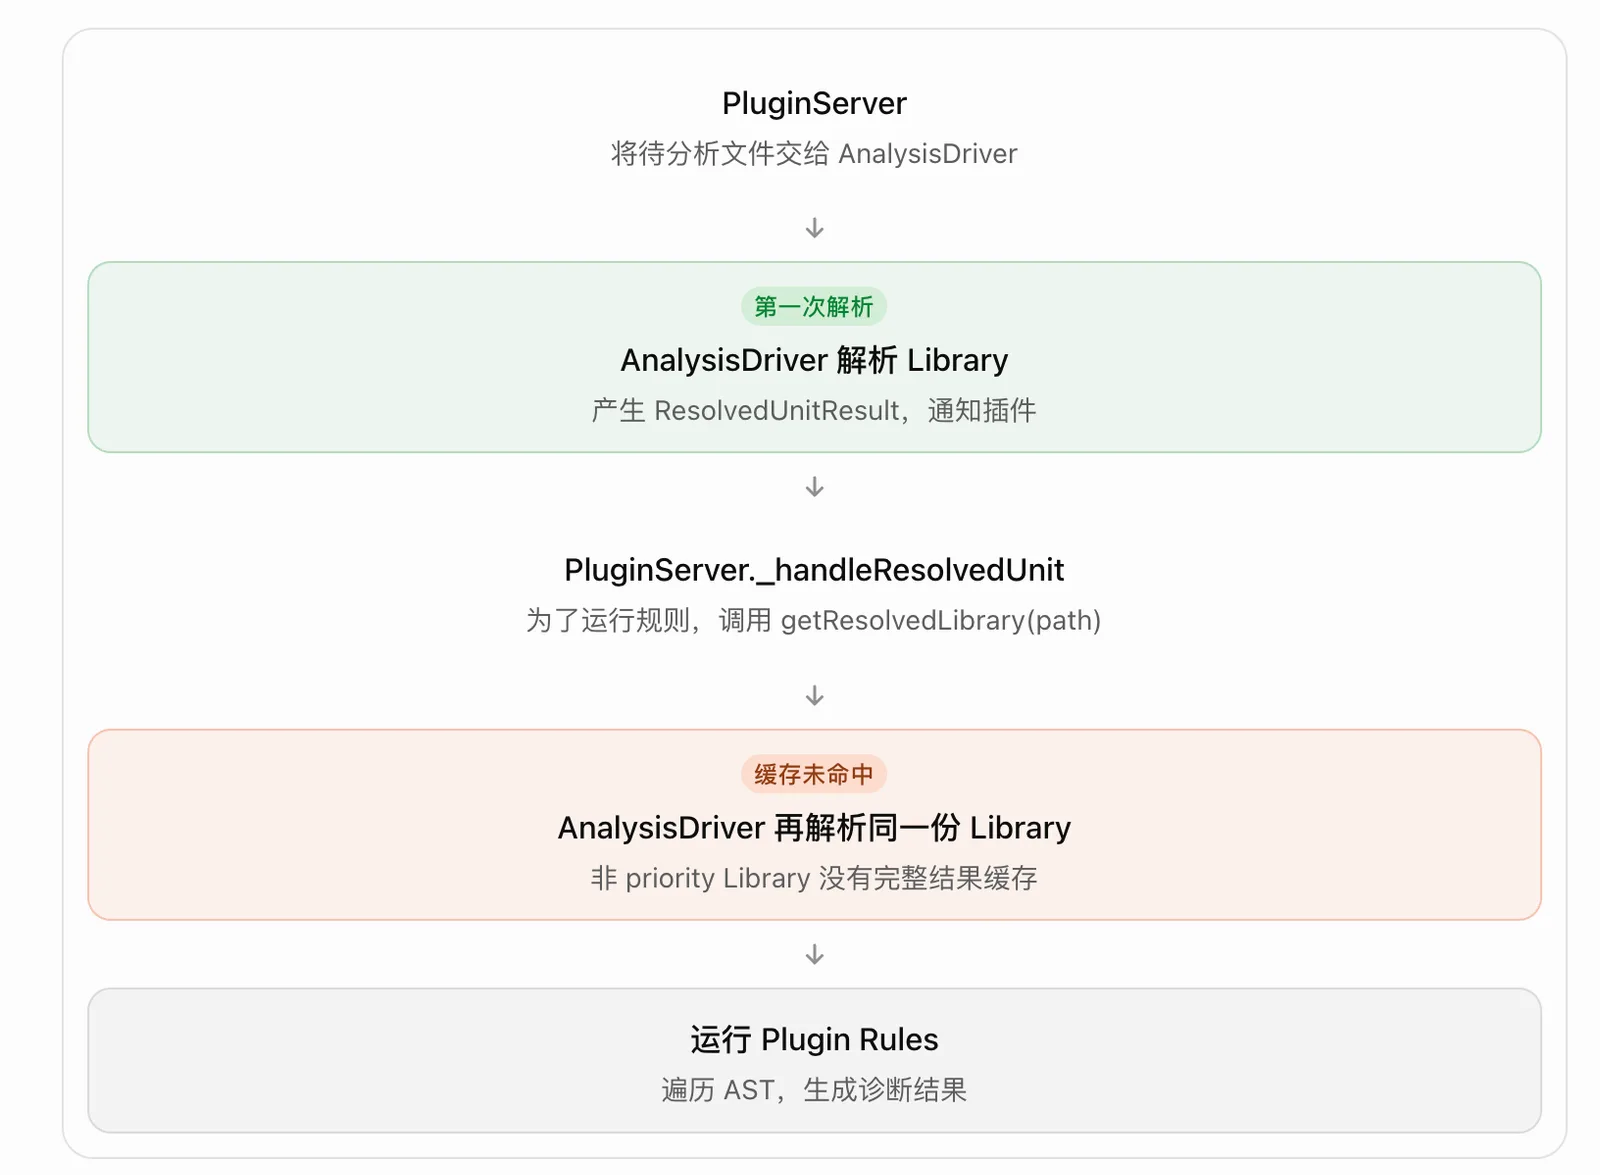 PluginServer
将待分析文件交给 AnalysisDriver
↓
第一次解析
AnalysisDriver 解析 Library
产生 ResolvedUnitResult，通知插件
↓
PluginServer._handleResolvedUnit
为了运行规则，调用 getResolvedLibrary(path)
↓
缓存未命中
AnalysisDriver 再解析同一份 Library
非 priority Library 没有完整结果缓存
↓
运行 Plugin Rules
遍历 AST，生成诊断结果